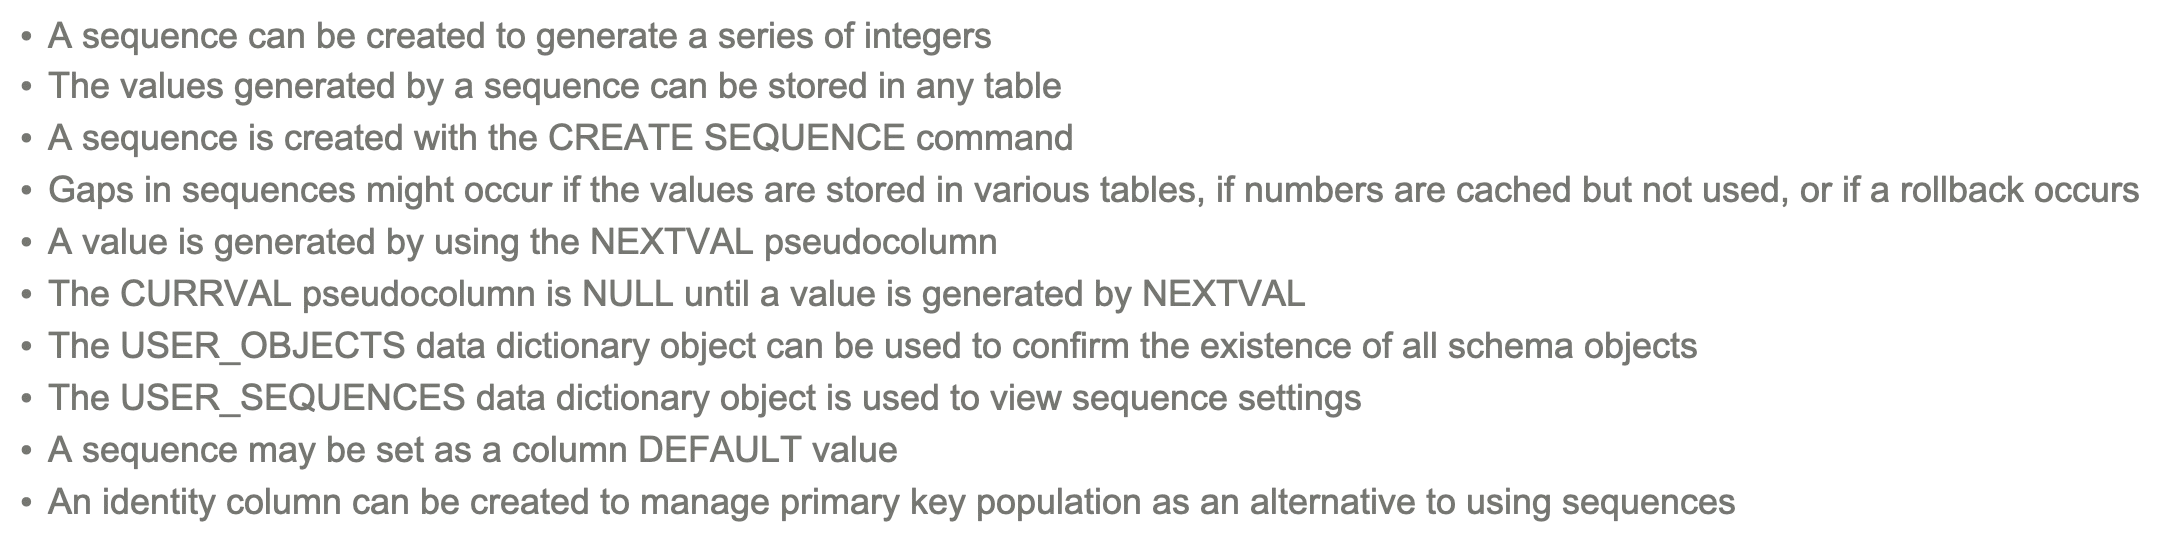 • A sequence can be created to generate a series of integers
• The values generated by a sequence can be stored in any table
• A sequence is created with the CREATE SEQUENCE command
• Gaps in sequences might occur if the values are stored in various tables, if numbers are cached but not used, or if a rollback occurs
• A value is generated by using the NEXTVAL pseudocolumn
• The CURRVAL pseudocolumn is NULL until a value is generated by NEXTVAL
• The USER_OBJECTS data dictionary object can be used to confirm the existence of all schema objects
• The USER_SEQUENCES data dictionary object is used to view sequence settings
• A sequence may be set as a column DEFAULT value
• An identity column can be created to manage primary key population as an alternative to using sequences